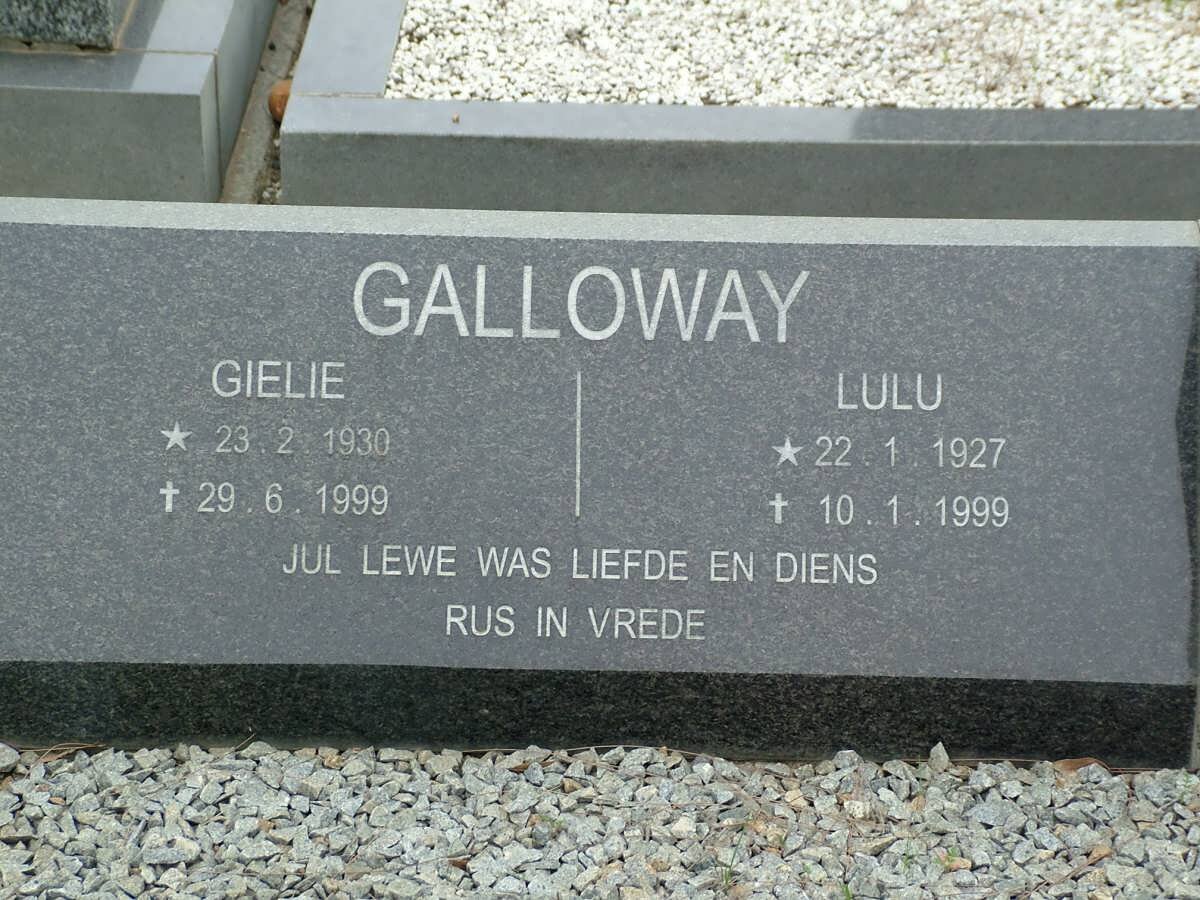 GALLOWAY
GIELIE
★ 23 . 2 . 1930
✝ 29 . 6 . 1999
LULU
★ 22 . 1 . 1927
✝ 10 . 1 . 1999
JUL LEWE WAS LIEFDE EN DIENS
RUS IN VREDE